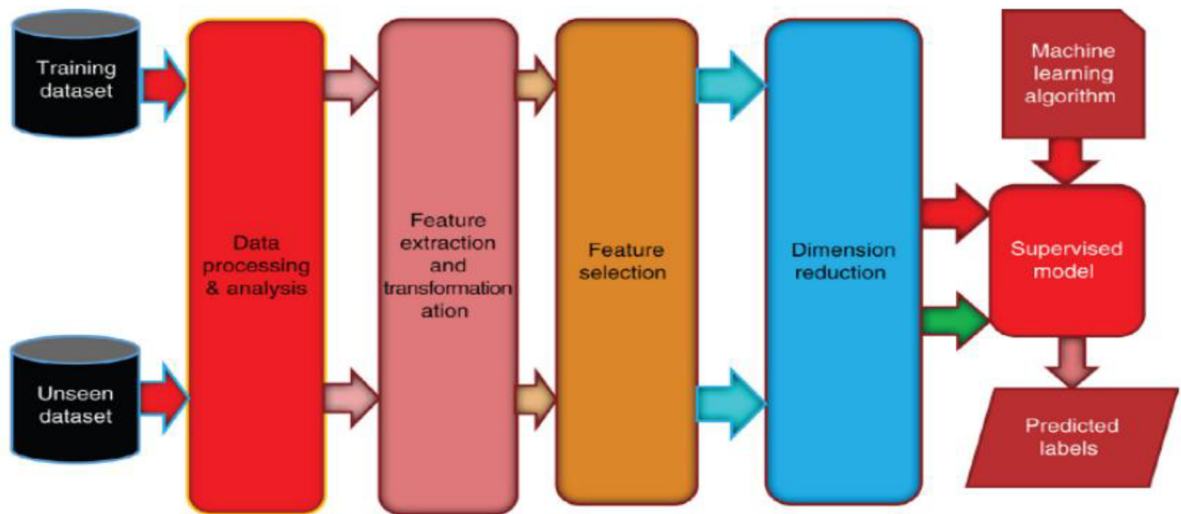 Training
dataset
Data
processing
& analysis
Feature
extraction
and
transformation
ation
Feature
selection
Dimension
reduction
Machine
learning
algorithm
Supervised
model
Unseen
dataset
Predicted
labels